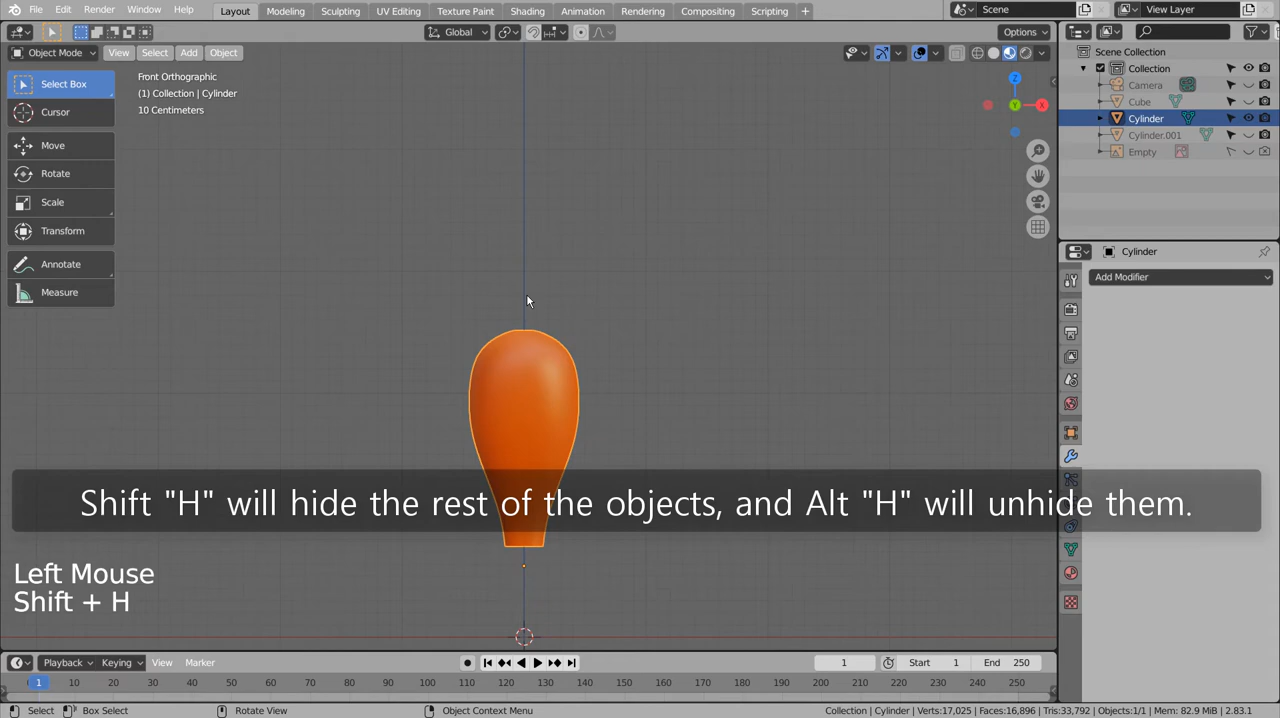 File Edit Render Window Help Layout Modeling Sculpting UV Editing Texture Paint Shading Animation Rendering Compositing Scripting + Scene View Layer
Global Options
Object Mode View Select Add Object
Select Box
Cursor
Move
Rotate
Scale
Transform
Annotate
Measure
Front Orthographic
(1) Collection | Cylinder
10 Centimeters
Z
Y
X
Scene Collection
Collection
Camera
Cube
Cylinder
Cylinder.001
Empty
Cylinder
Add Modifier
Shift "H" will hide the rest of the objects, and Alt "H" will unhide them.
Left Mouse
Shift + H
Playback Keying View Marker 1 Start 1 End 250
1 10 20 30 40 50 60 70 80 90 100 110 120 130 140 150 160 170 180 190 200 210 220 230 240 250
Select Box Select Rotate View Object Context Menu Collection | Cylinder | Verts:17,025 | Faces:16,896 | Tris:33,792 | Objects:1/1 | Mem: 82.9 MiB | 2.83.1